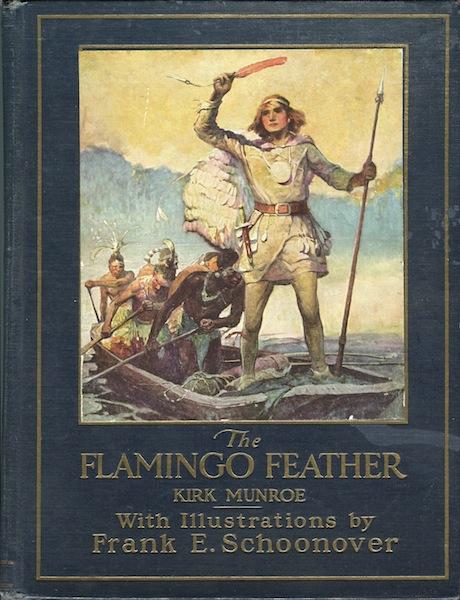 The
FLAMINGO FEATHER
KIRK MUNROE
With Illustrations by
Frank E. Schoonover